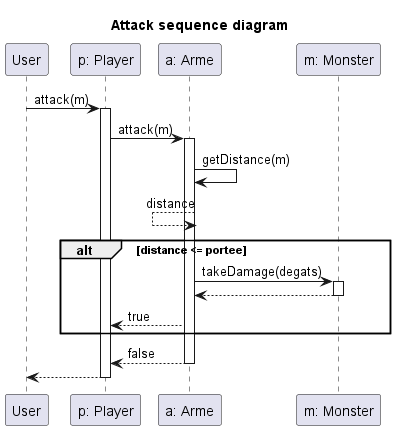 Attack sequence diagram
User
p: Player
a: Arme
m: Monster
attack(m)
attack(m)
getDistance(m)
distance
alt
[distance <= portee]
takeDamage(degats)
true
false
User
p: Player
a: Arme
m: Monster